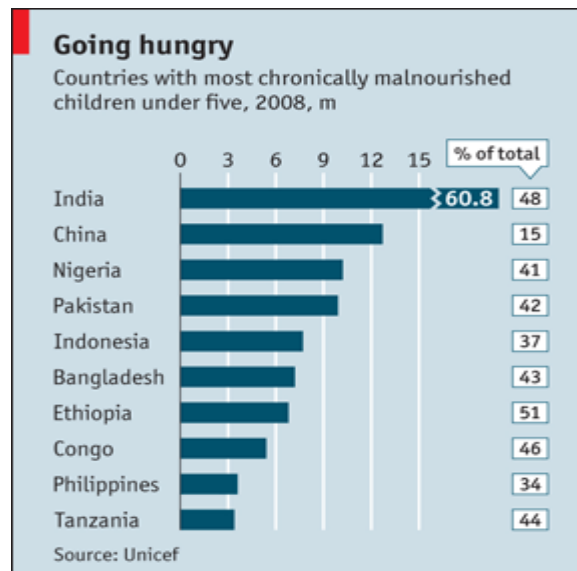 Going hungry
Countries with most chronically malnourished
children under five, 2008, m
0 3 6 9 12 15 % of total
India 60.8 48
China 15
Nigeria 41
Pakistan 42
Indonesia 37
Bangladesh 43
Ethiopia 51
Congo 46
Philippines 34
Tanzania 44
Source: Unicef